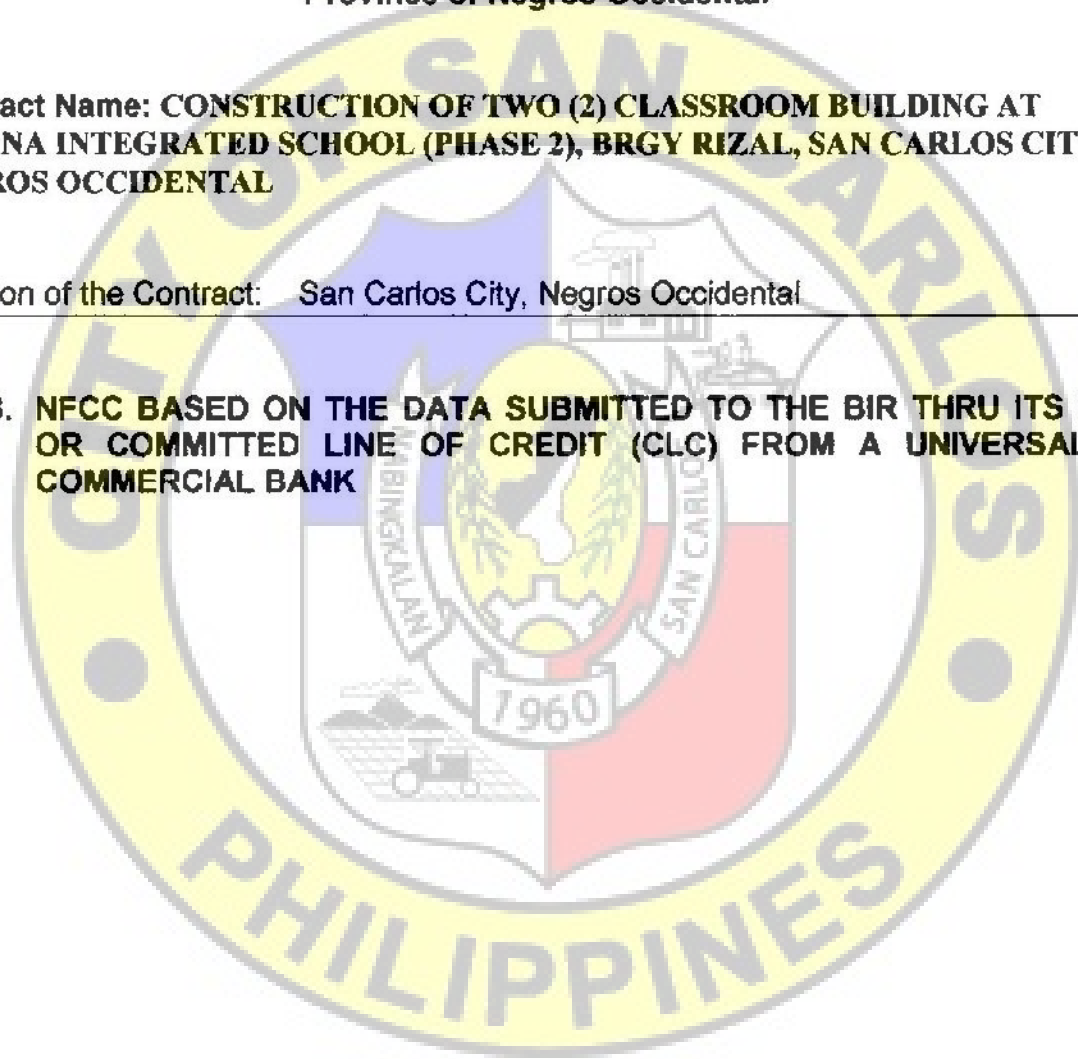 Province of Negros Occidental
act Name: CONSTRUCTION OF TWO (2) CLASSROOM BUILDING AT
NA INTEGRATED SCHOOL (PHASE 2), BRGY RIZAL, SAN CARLOS CIT
ROS OCCIDENTAL
on of the Contract: San Carlos City, Negros Occidental
NFCC BASED ON THE DATA SUBMITTED TO THE BIR THRU ITS
OR COMMITTED LINE OF CREDIT (CLC) FROM A UNIVERSAL
COMMERCIAL BANK
CITY OF SAN CARLOS
NABINGKALAN
SAN CARLOS
1960
PHILIPPINES